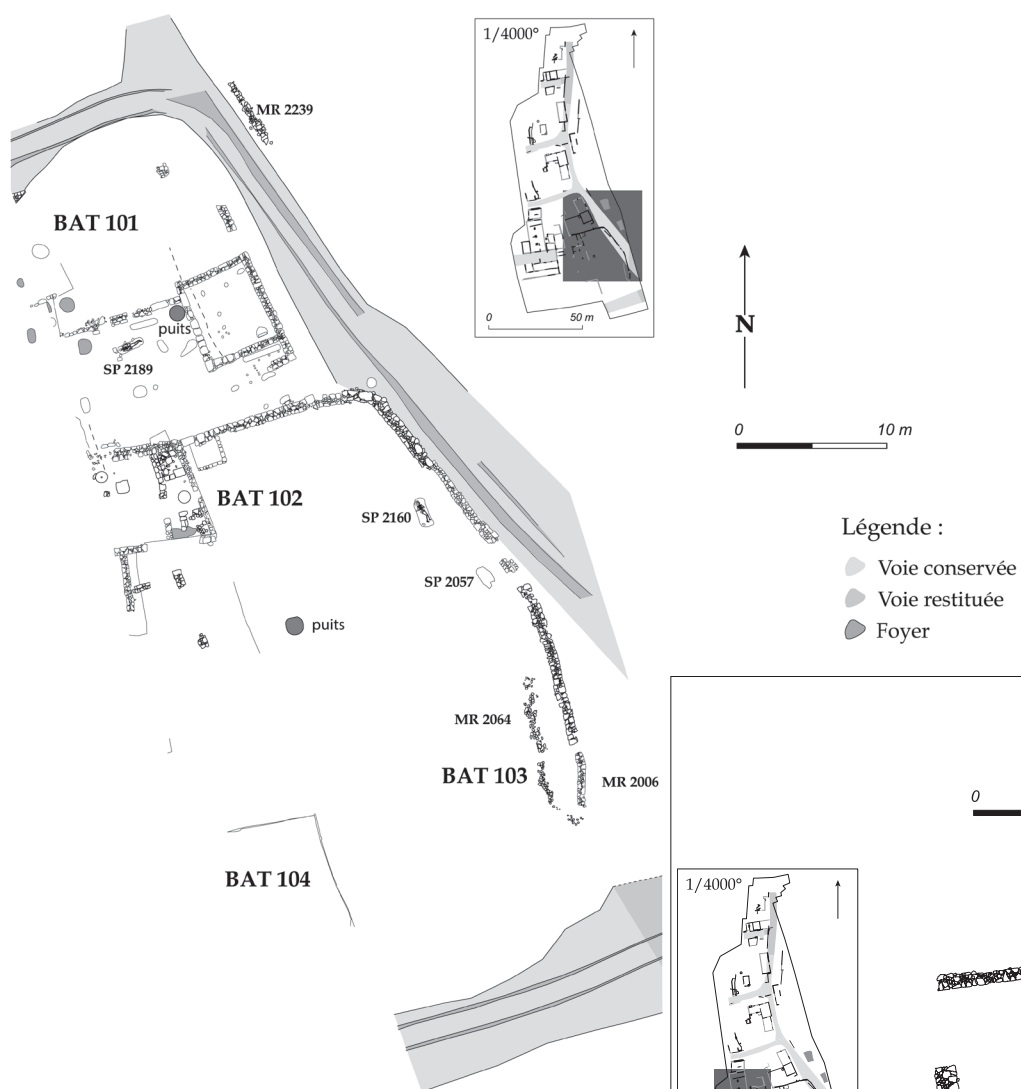 1/4000°
MR 2239
BAT 101
puits
SP 2189
0 50 m
N
0 10 m
BAT 102
SP 2160
SP 2057
puits
Légende :
Voie conservée
Voie restituée
Foyer
MR 2064
BAT 103
MR 2006
0
BAT 104
1/4000°